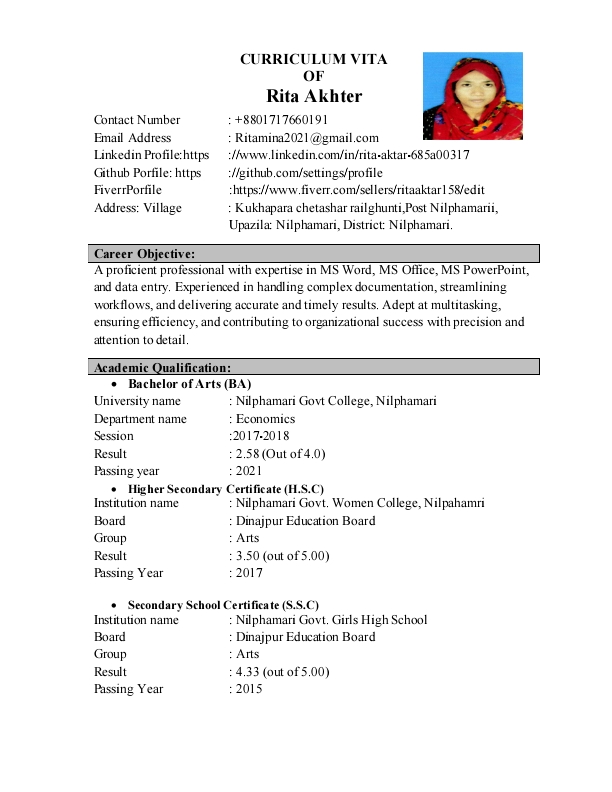 CURRICULUM VITA
OF
Rita Akhter
Contact Number : +8801717660191
Email Address : Ritamina2021@gmail.com
Linkedin Profile:https ://www.linkedin.com/in/rita-aktar-685a00317
Github Porfile: https ://github.com/settings/profile
FiverrPorfile :https://www.fiverr.com/sellers/ritaaktar158/edit
Address: Village : Kukhapara chetashar railghunti,Post Nilphamarii,
Upazila: Nilphamari, District: Nilphamari.
Career Objective:
A proficient professional with expertise in MS Word, MS Office, MS PowerPoint,
and data entry. Experienced in handling complex documentation, streamlining
workflows, and delivering accurate and timely results. Adept at multitasking,
ensuring efficiency, and contributing to organizational success with precision and
attention to detail.
Academic Qualification:
• Bachelor of Arts (BA)
University name : Nilphamari Govt College, Nilphamari
Department name : Economics
Session :2017-2018
Result : 2.58 (Out of 4.0)
Passing year : 2021
• Higher Secondary Certificate (H.S.C)
Institution name : Nilphamari Govt. Women College, Nilpahamri
Board : Dinajpur Education Board
Group : Arts
Result : 3.50 (out of 5.00)
Passing Year : 2017
• Secondary School Certificate (S.S.C)
Institution name : Nilphamari Govt. Girls High School
Board : Dinajpur Education Board
Group : Arts
Result : 4.33 (out of 5.00)
Passing Year : 2015